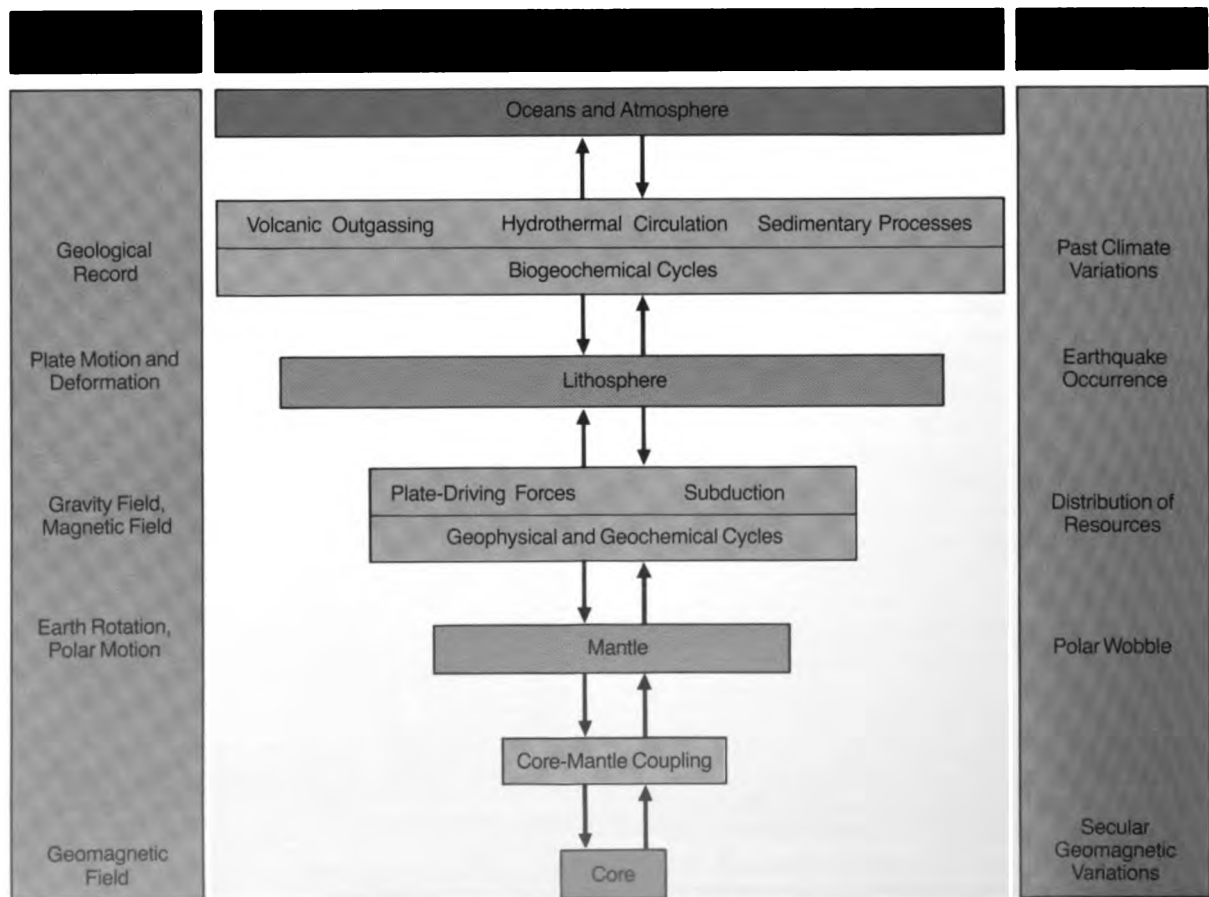 Oceans and Atmosphere
Volcanic Outgassing Hydrothermal Circulation Sedimentary Processes
Biogeochemical Cycles
Geological
Record
Past Climate
Variations
Plate Motion and
Deformation
Lithosphere
Earthquake
Occurrence
Plate-Driving Forces Subduction
Geophysical and Geochemical Cycles
Gravity Field,
Magnetic Field
Distribution of
Resources
Earth Rotation,
Polar Motion
Mantle
Polar Wobble
Core-Mantle Coupling
Geomagnetic
Field
Core
Secular
Geomagnetic
Variations